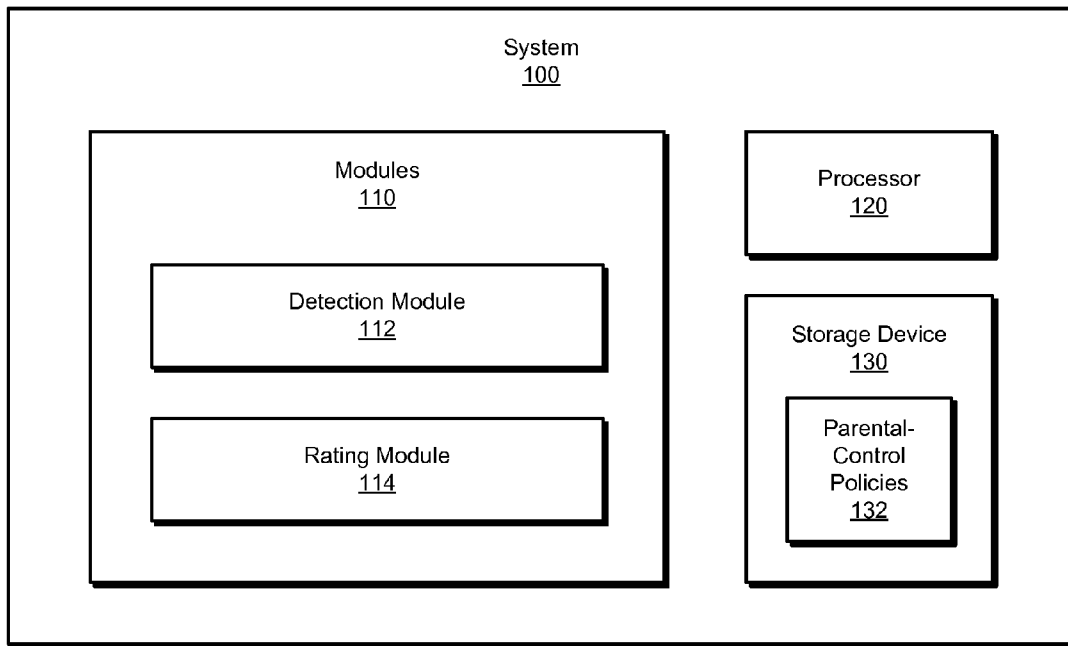 System
100
Modules
110
Detection Module
112
Rating Module
114
Processor
120
Storage Device
130
Parental-
Control
Policies
132